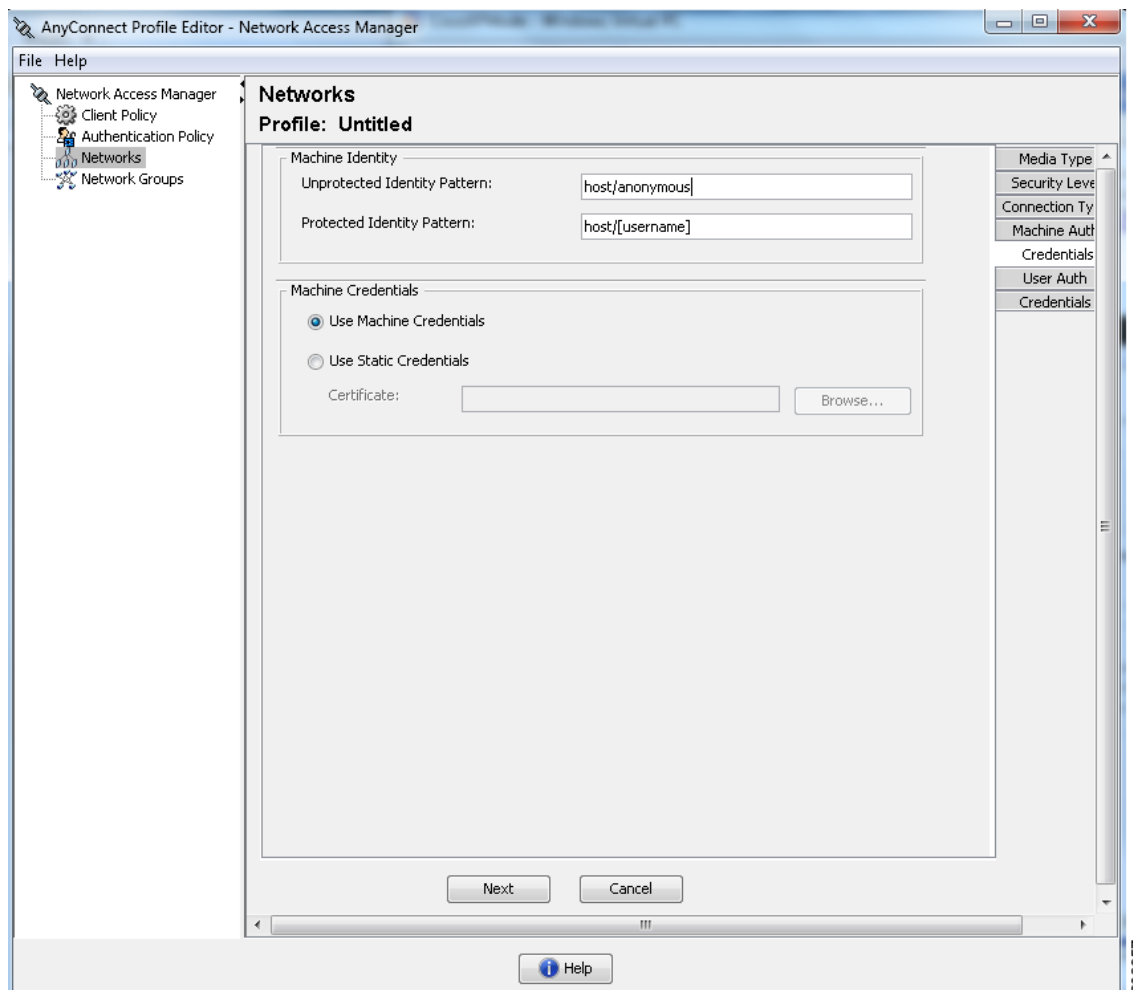 AnyConnect Profile Editor - Network Access Manager
File Help
Network Access Manager
Client Policy
Authentication Policy
Networks
Network Groups
Networks
Profile: Untitled
Machine Identity
Unprotected Identity Pattern: host/anonymous
Protected Identity Pattern: host/[username]
Machine Credentials
Use Machine Credentials
Use Static Credentials
Certificate: Browse...
Media Type
Security Leve
Connection Ty
Machine Auth
Credentials
User Auth
Credentials
Next Cancel
Help